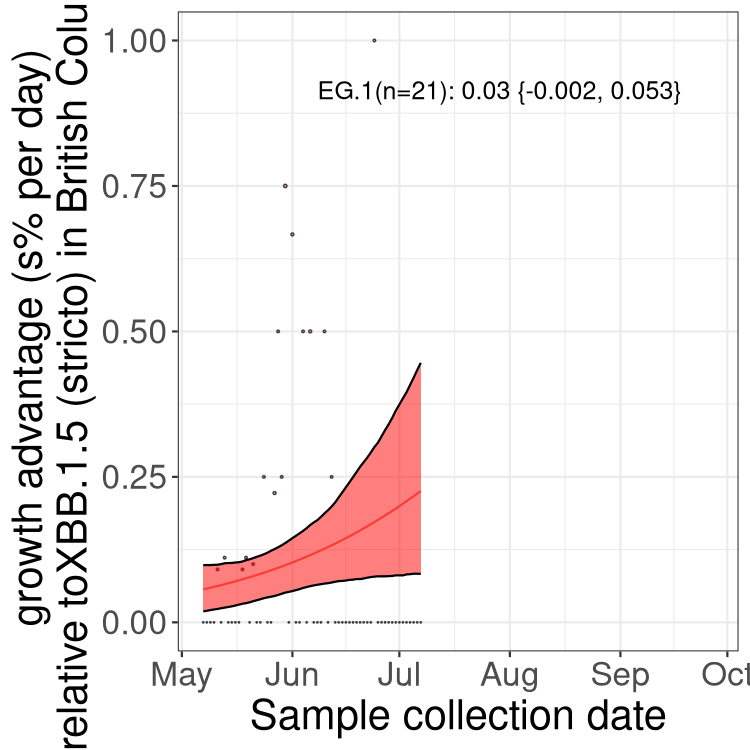 growth advantage (s% per day)
relative toXBB.1.5 (stricto) in British Colu
1.00
0.75
0.50
0.25
0.00
EG.1(n=21): 0.03 {-0.002, 0.053}
May Jun Jul Aug Sep Oct
Sample collection date